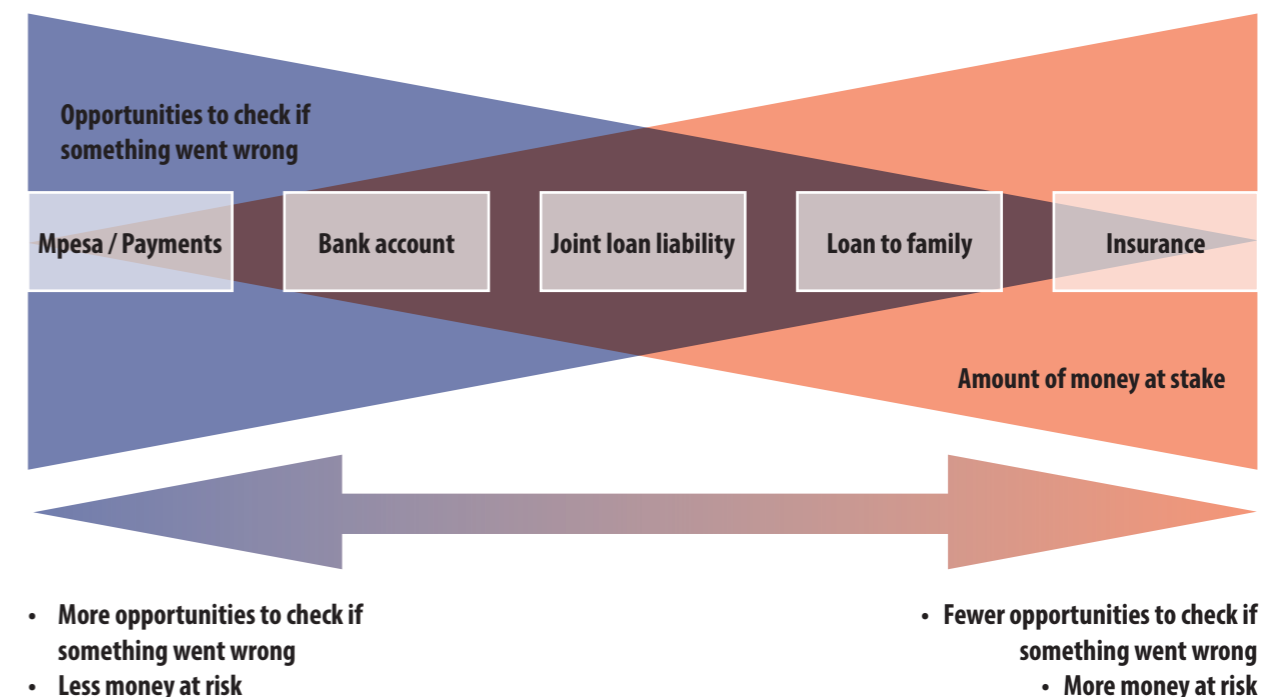 Opportunities to check if
something went wrong
Mpesa / Payments
Bank account
Joint loan liability
Loan to family
Insurance
Amount of money at stake
• More opportunities to check if
something went wrong
• Less money at risk
• Fewer opportunities to check if
something went wrong
• More money at risk